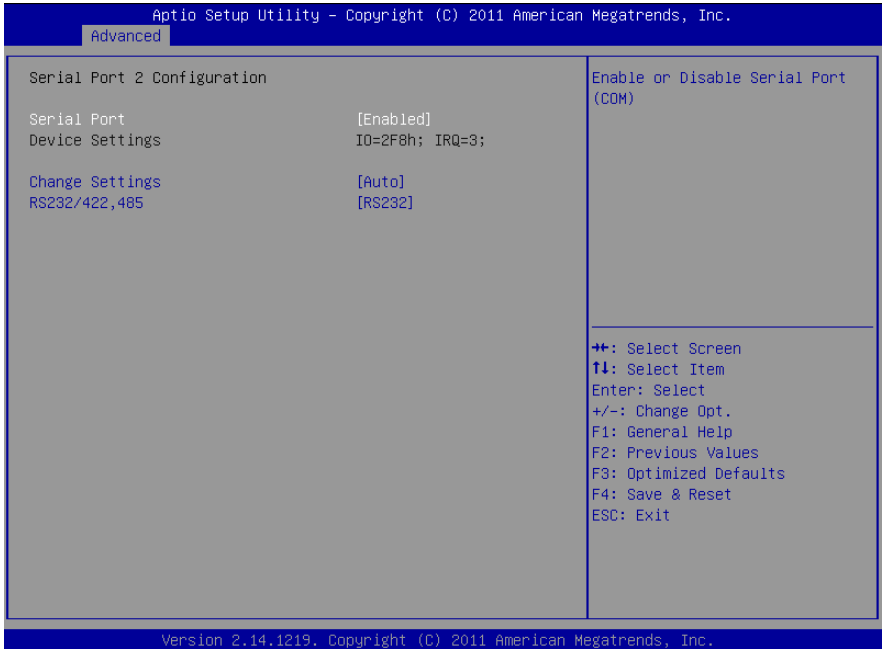 Aptio Setup Utility – Copyright (C) 2011 American Megatrends, Inc.
Advanced
Serial Port 2 Configuration
Serial Port [Enabled]
Device Settings IO=2F8h; IRQ=3;
Change Settings [Auto]
RS232/422,485 [RS232]
Enable or Disable Serial Port
(COM)
→←: Select Screen
↑↓: Select Item
Enter: Select
+/-: Change Opt.
F1: General Help
F2: Previous Values
F3: Optimized Defaults
F4: Save & Reset
ESC: Exit
Version 2.14.1219. Copyright (C) 2011 American Megatrends, Inc.